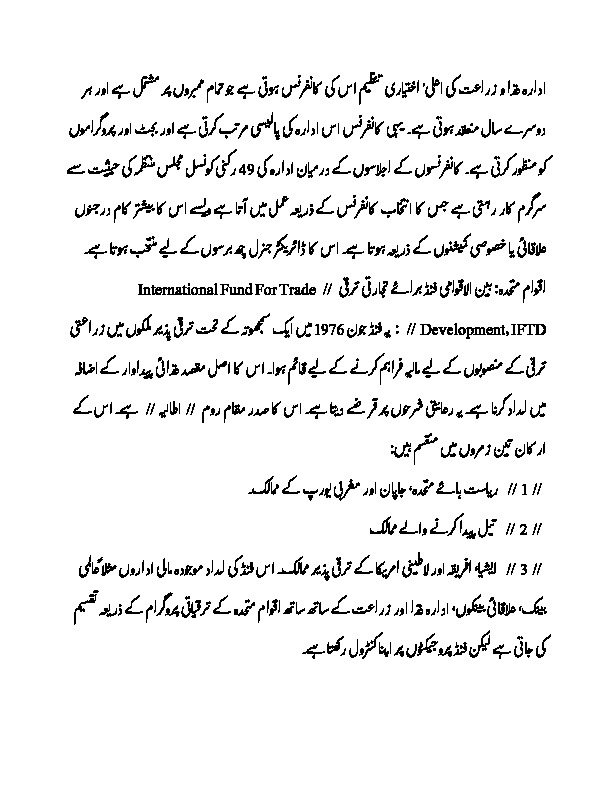 ادارہ غذا و زراعت کی اعلیٰ اختیاری تنظیم اس کی کانفرنس ہوتی ہے جو تمام ممبروں پر مشتمل ہے اور ہر
دوسرے سال منعقد ہوتی ہے۔ یہی کانفرنس اس ادارہ کی پالیسی مرتب کرتی ہے اور بجٹ اور پروگراموں
کو منظور کرتی ہے۔ کانفرنسوں کے اجلاسوں کے درمیان ادارہ کی 49 رکنی کونسل مجلس منتظمہ کی حیثیت سے
سرگرم کار رہتی ہے جس کا انتخاب کانفرنس کے ذریعہ عمل میں آتا ہے ویسے اس کا بیشتر کام درجنوں
علاقائی یا خصوصی کمیشنوں کے ذریعہ ہوتا ہے۔ اس کا ڈائریکٹر جنرل چھ برسوں کے لیے منتخب ہوتا ہے۔
اقوام متحدہ: بین الاقوامی فنڈ برائے تجارتی ترقی // International Fund For Trade
Development, IFTD // : یہ فنڈ جون 1976 میں ایک سمجھوتہ کے تحت ترقی پذیر ملکوں میں زراعتی
ترقی کے منصوبوں کے لیے مالیہ فراہم کرنے کے لیے قائم ہوا۔ اس کا اصل مقصد غذائی پیداوار کے اضافہ
میں امداد کرنا ہے۔ یہ رعایتی شرحوں پر قرضے دیتا ہے۔ اس کا صدر مقام روم // اطالیہ // ہے۔ اس کے
ارکان تین زمروں میں منقسم ہیں:
// 1 // ریاست ہائے متحدہ، جاپان اور مغربی یورپ کے ممالک۔
// 2 // تیل پیدا کرنے والے ممالک
// 3 // ایشیا، افریقہ اور لاطینی امریکا کے ترقی پذیر ممالک۔ اس فنڈ کی امداد موجودہ مالی اداروں مثلاً عالمی
بینک، علاقائی بینکوں، ادارہ غذا اور زراعت کے ساتھ ساتھ اقوام متحدہ کے ترقیاتی پروگرام کے ذریعہ تقسیم
کی جاتی ہے لیکن فنڈ پروجیکٹوں پر اپنا کنٹرول رکھتا ہے۔